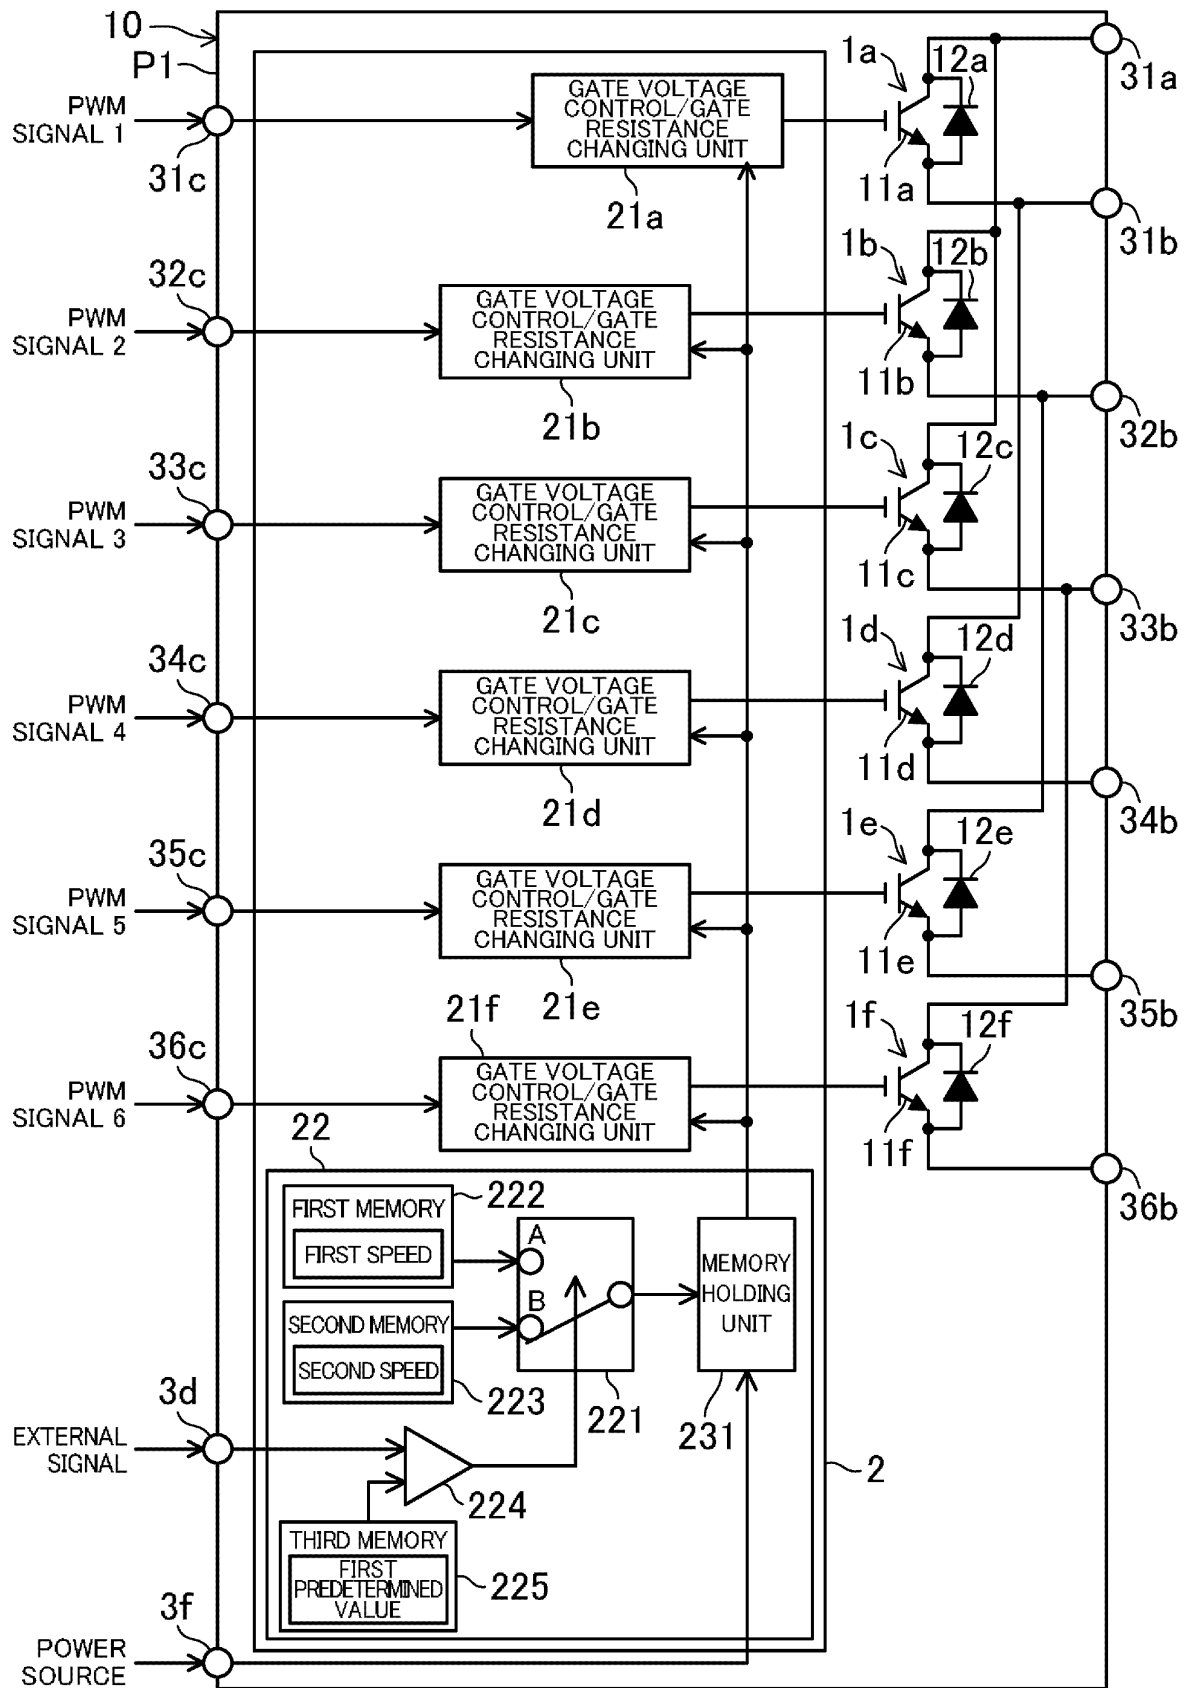 10
P1
PWM
SIGNAL 1
31c
GATE VOLTAGE
CONTROL/GATE
RESISTANCE
CHANGING UNIT
21a
1a
12a
11a
31a
31b
32c
PWM
SIGNAL 2
GATE VOLTAGE
CONTROL/GATE
RESISTANCE
CHANGING UNIT
21b
1b
12b
11b
32b
33c
PWM
SIGNAL 3
GATE VOLTAGE
CONTROL/GATE
RESISTANCE
CHANGING UNIT
21c
1c
12c
11c
33b
34c
PWM
SIGNAL 4
GATE VOLTAGE
CONTROL/GATE
RESISTANCE
CHANGING UNIT
21d
1d
12d
11d
34b
35c
PWM
SIGNAL 5
GATE VOLTAGE
CONTROL/GATE
RESISTANCE
CHANGING UNIT
21e
1e
12e
11e
35b
36c
PWM
SIGNAL 6
21f
GATE VOLTAGE
CONTROL/GATE
RESISTANCE
CHANGING UNIT
1f
12f
11f
36b
22
FIRST MEMORY
FIRST SPEED
222
SECOND MEMORY
SECOND SPEED
223
A
B
221
MEMORY
HOLDING
UNIT
231
3d
EXTERNAL
SIGNAL
224
2
THIRD MEMORY
FIRST
PREDETERMINED
VALUE
225
3f
POWER
SOURCE